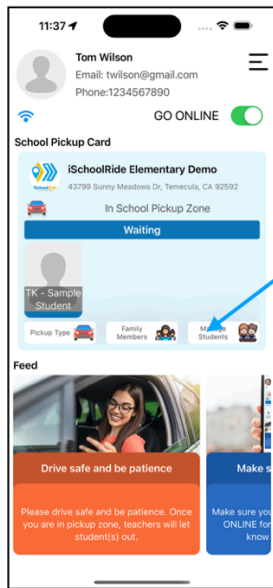 11:37
Tom Wilson
Email: twilson@gmail.com
Phone:1234567890
GO ONLINE
School Pickup Card
iSchoolRide Elementary Demo
43799 Sunny Meadows Dr, Temecula, CA 92592
In School Pickup Zone
Waiting
TK - Sample
Student
Pickup Type
Family
Members
Manage
Students
Feed
Drive safe and be patience
Please drive safe and be patience. Once
you are in pickup zone, teachers will let
student(s) out.
Make s
Make sure you
ONLINE for
know